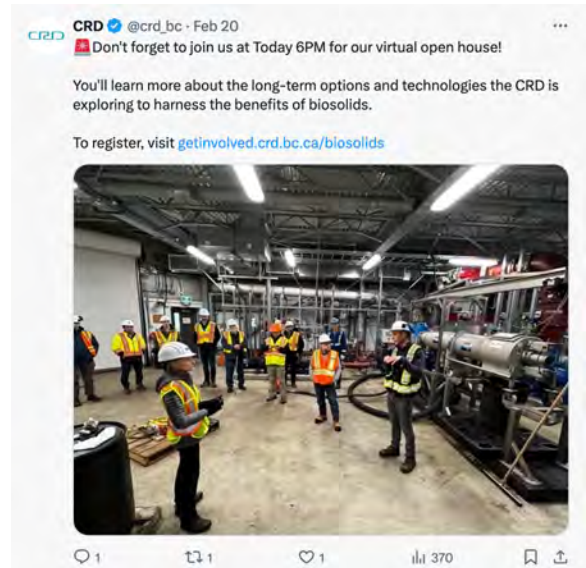 CRD
CRD @crd_bc · Feb 20
🚨Don't forget to join us at Today 6PM for our virtual open house!
You'll learn more about the long-term options and technologies the CRD is
exploring to harness the benefits of biosolids.
To register, visit getinvolved.crd.bc.ca/biosolids
1 1 1 370